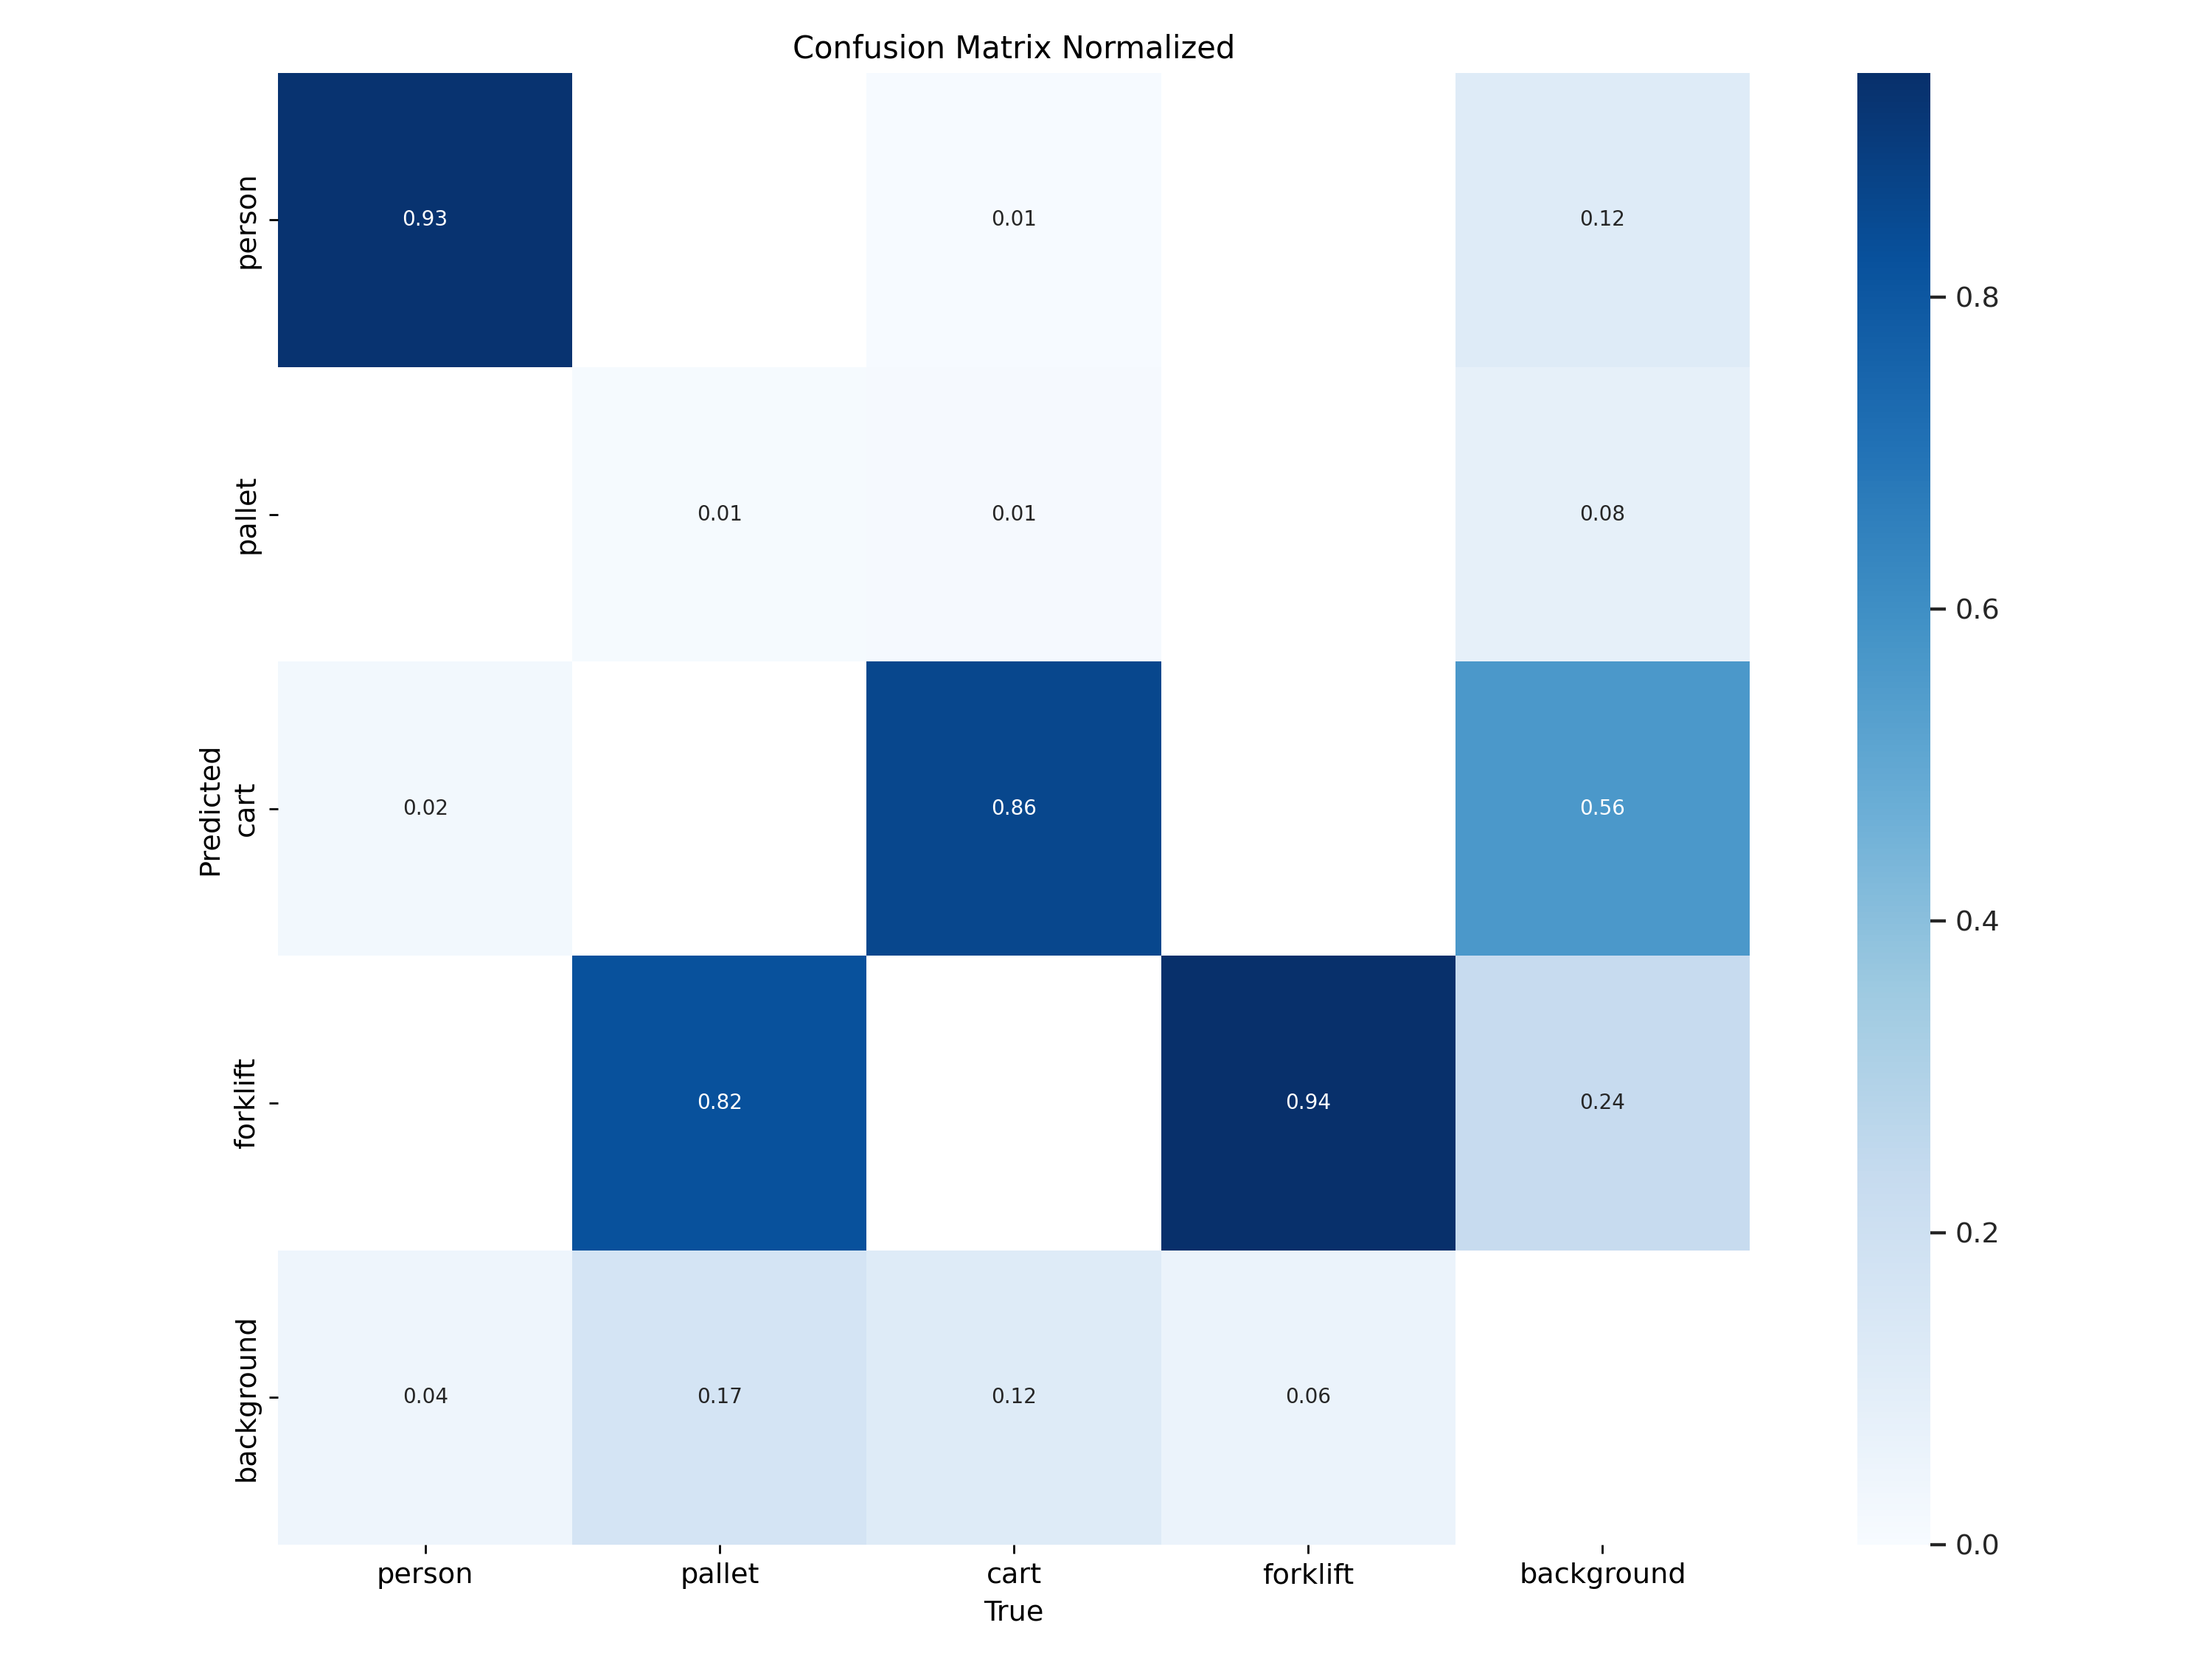 Confusion Matrix Normalized
person
0.93
0.01
0.12
0.8
pallet
0.01
0.01
0.08
0.6
Predicted
cart
0.02
0.86
0.56
0.4
forklift
0.82
0.94
0.24
0.2
background
0.04
0.17
0.12
0.06
0.0
person
pallet
cart
forklift
background
True